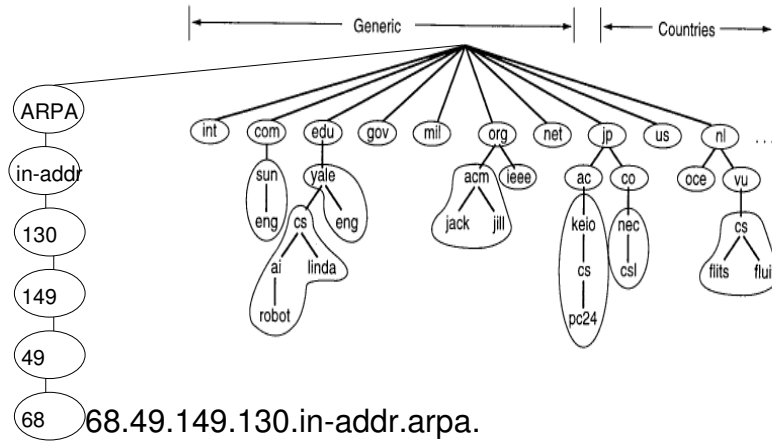 Generic Countries
ARPA int com edu gov mil org net jp us nl ...
in-addr sun yale acm ieee ac co oce vu
130 eng cs eng jack jill keio nec cs
149 ai linda cs csl flits flui
robot pc24
49
68 68.49.149.130.in-addr.arpa.